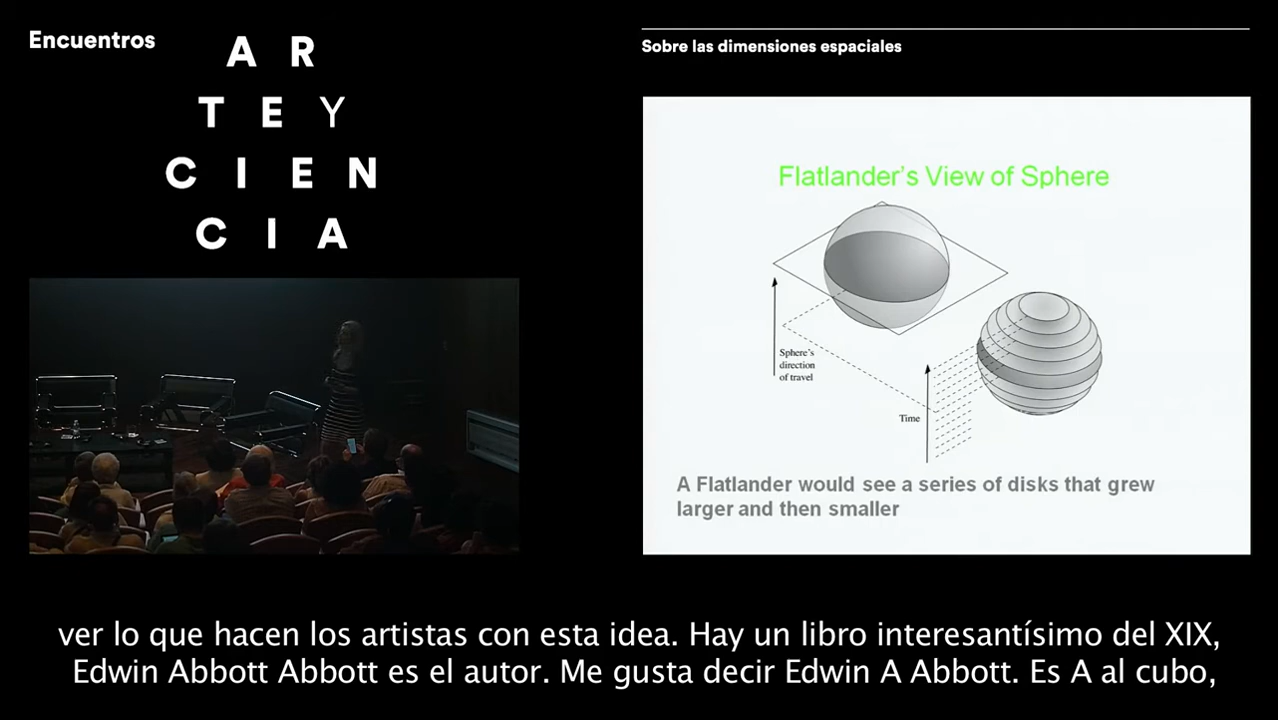 Encuentros
A R
T E Y
C I E N
C I A
Sobre las dimensiones espaciales
Flatlander's View of Sphere
Sphere's
direction
of travel
Time
A Flatlander would see a series of disks that grew
larger and then smaller
ver lo que hacen los artistas con esta idea. Hay un libro interesantísimo del XIX,
Edwin Abbott Abbott es el autor. Me gusta decir Edwin A Abbott. Es A al cubo,